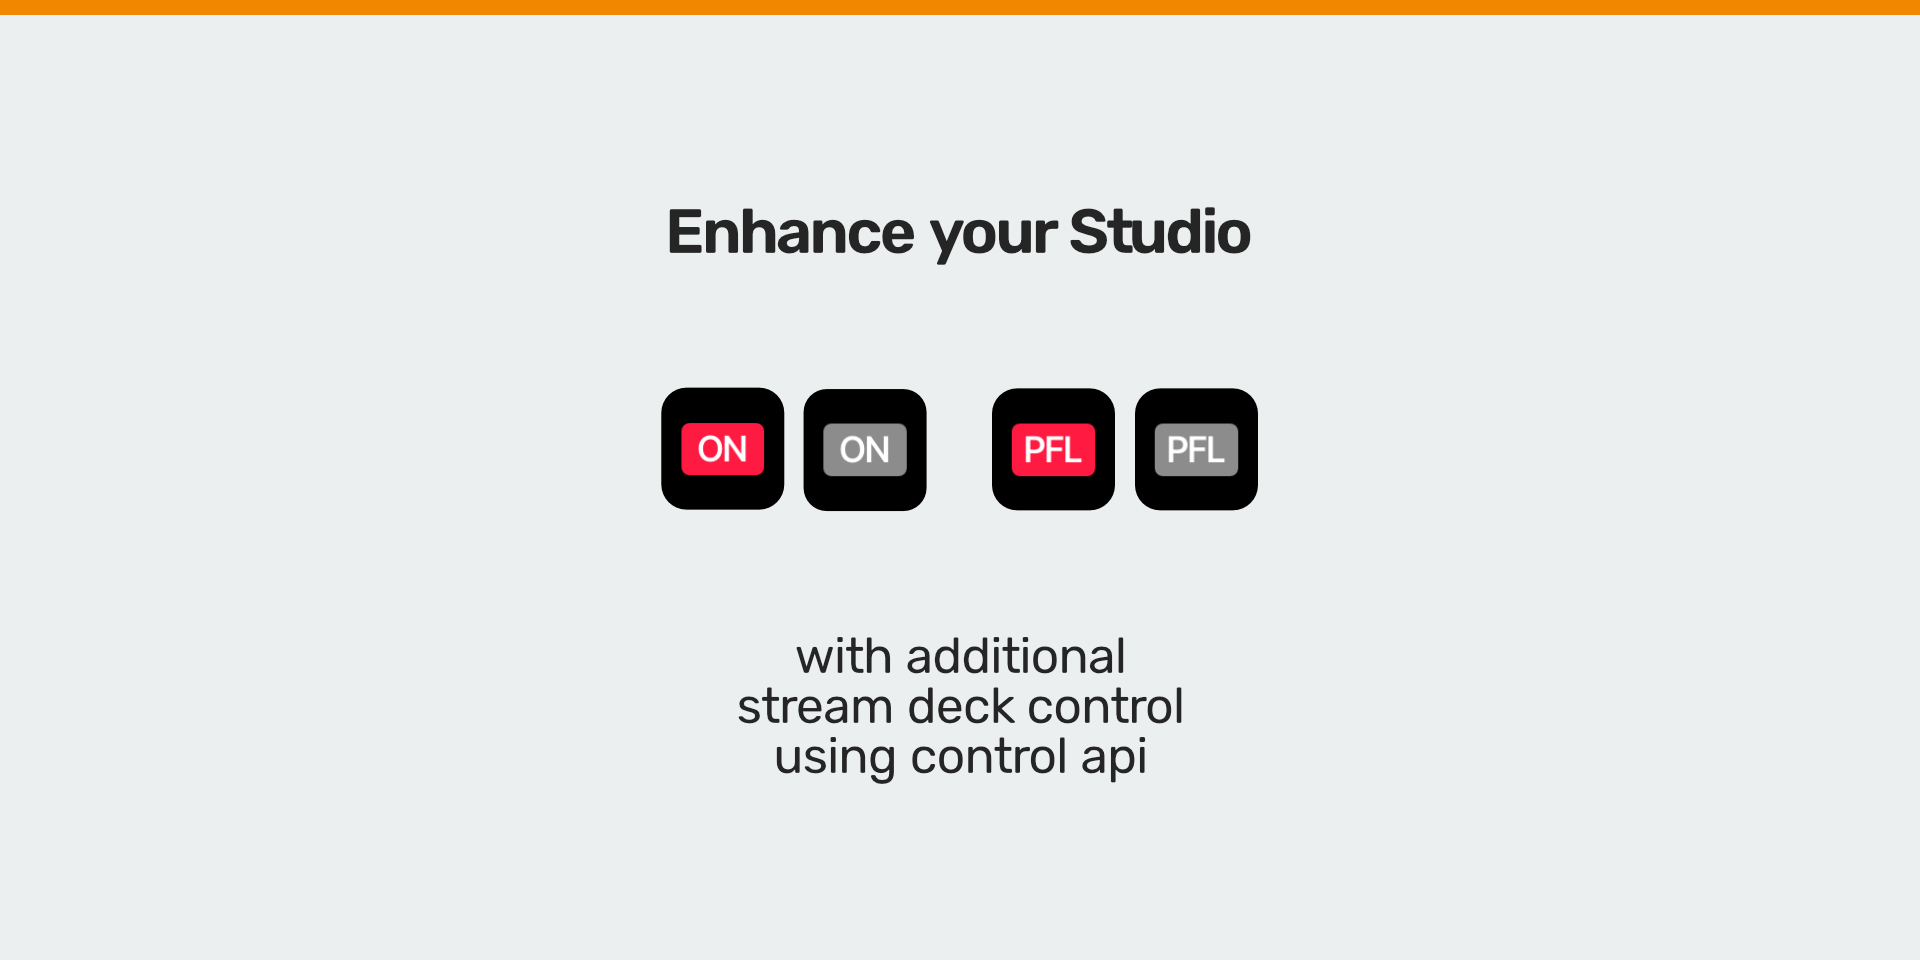 Enhance your Studio
ON ON PFL PFL
with additional
stream deck control
using control api